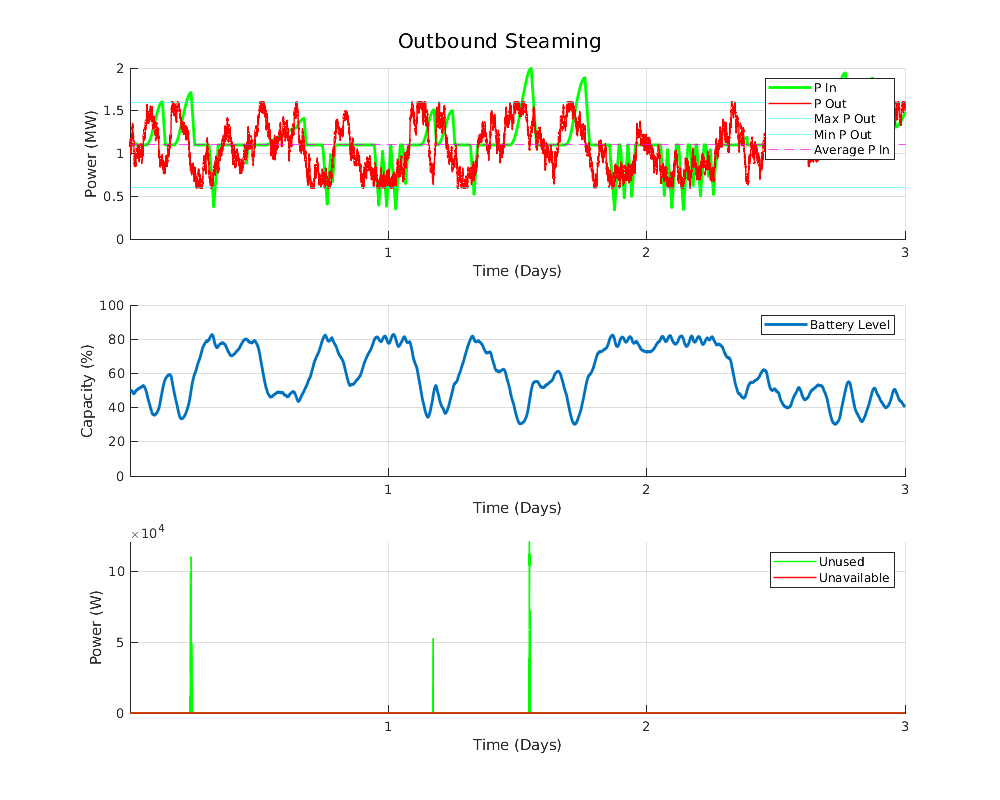 Outbound Steaming
2
1.5
1
0.5
0
Power (MW)
P In
P Out
Max P Out
Min P Out
Average P In
1
2
3
Time (Days)
100
80
60
40
20
0
Capacity (%)
Battery Level
1
2
3
Time (Days)
×10^4
10
5
0
Power (W)
Unused
Unavailable
1
2
3
Time (Days)